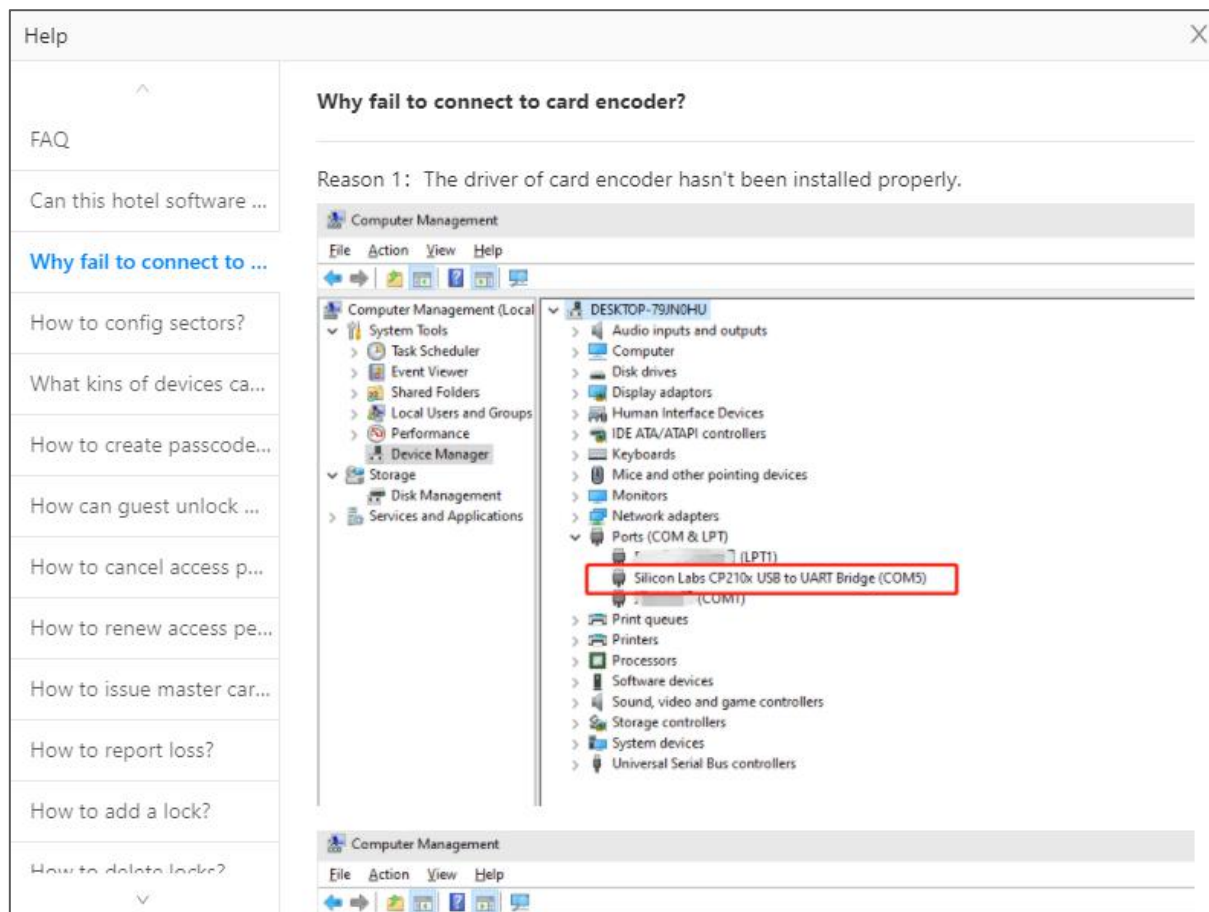 Help
FAQ
Can this hotel software ...
Why fail to connect to ...
How to config sectors?
What kins of devices ca...
How to create passcode...
How can guest unlock ...
How to cancel access p...
How to renew access pe...
How to issue master car...
How to report loss?
How to add a lock?
How to delete locks?
Why fail to connect to card encoder?
Reason 1: The driver of card encoder hasn't been installed properly.
Computer Management
File Action View Help
Computer Management (Local
System Tools
Task Scheduler
Event Viewer
Shared Folders
Local Users and Groups
Performance
Device Manager
Storage
Disk Management
Services and Applications
DESKTOP-79JN0HU
Audio inputs and outputs
Computer
Disk drives
Display adaptors
Human Interface Devices
IDE ATA/ATAPI controllers
Keyboards
Mice and other pointing devices
Monitors
Network adapters
Ports (COM & LPT)
(LPT1)
Silicon Labs CP210x USB to UART Bridge (COM5)
(COM1)
Print queues
Printers
Processors
Software devices
Sound, video and game controllers
Storage controllers
System devices
Universal Serial Bus controllers
Computer Management
File Action View Help